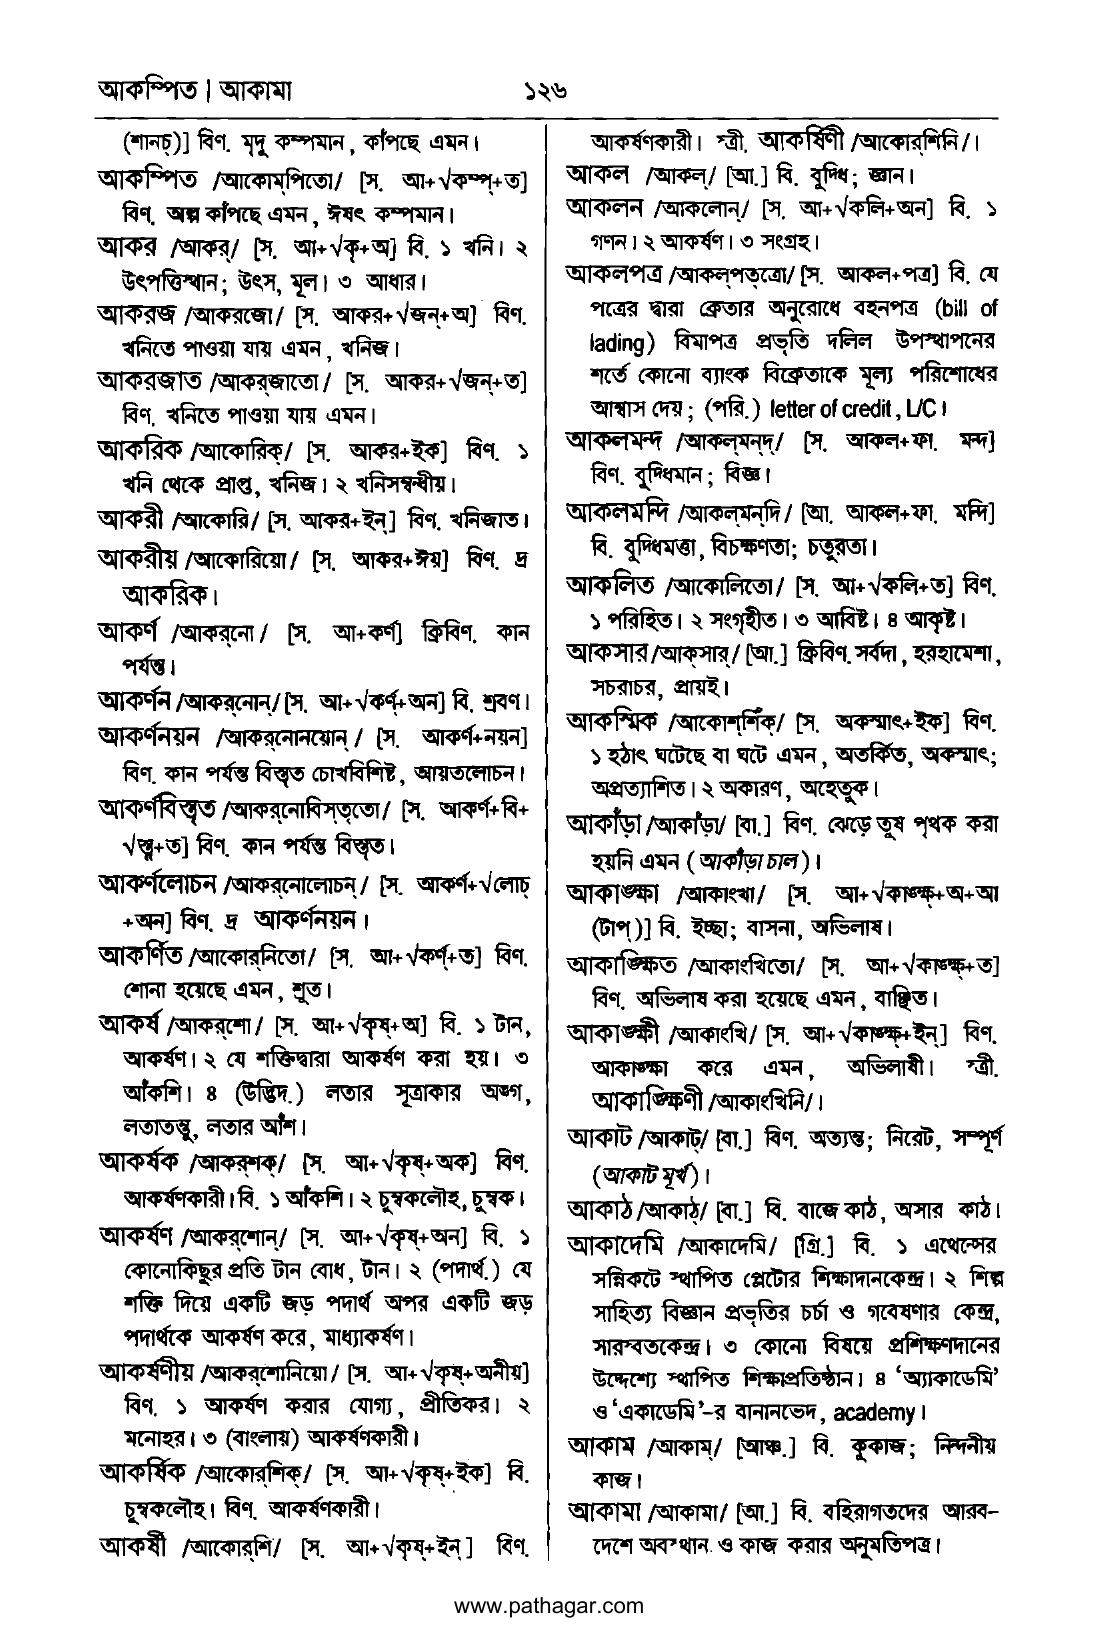 আকম্পিত | আকামা
১২৬
(শানচ্)] বিণ. মৃদু কম্পমান, কাঁপছে এমন।
আকম্পিত /আকোম্‌পিতো/ [স. আ+√কম্প্+ত]
বিণ. অল্প কাঁপছে এমন, ঈষৎ কম্পমান।
আকর /আকর্/ [স. আ+√কৃ+অ] বি. ১ খনি। ২
উৎপত্তিস্থান; উৎস, মূল। ৩ আধার।
আকরজ /আকরজো/ [স. আকর+√জন্+অ] বিণ.
খনিতে পাওয়া যায় এমন, খনিজ।
আকরজাত /আকর্‌জাতো/ [স. আকর+√জন্+ত]
বিণ. খনিতে পাওয়া যায় এমন।
আকরিক /আকোরিক্/ [স. আকর+ইক] বিণ. ১
খনি থেকে প্রাপ্ত, খনিজ। ২ খনিসম্বন্ধীয়।
আকরী /আকোরি/ [স. আকর+ইন্] বিণ. খনিজাত।
আকরীয় /আকোরিয়ো/ [স. আকর+ঈয়] বিণ. দ্র
আকরিক।
আকর্ণ /আকর্‌নো/ [স. আ+কর্ণ] ক্রিবিণ. কান
পর্যন্ত।
আকর্ণন /আকর্‌নোন্/ [স. আ+√কর্ণ্+অন] বি. শ্রবণ।
আকর্ণনয়ন /আকর্‌নোনয়োন্/ [স. আকর্ণ+নয়ন]
বিণ. কান পর্যন্ত বিস্তৃত চোখবিশিষ্ট, আয়তলোচন।
আকর্ণবিস্তৃত /আকর্‌নোবিস্‌ত্‌তো/ [স. আকর্ণ+বি+
√স্তৃ+ত] বিণ. কান পর্যন্ত বিস্তৃত।
আকর্ণলোচন /আকর্‌নোলোচন্/ [স. আকর্ণ+√লোচ্
+অন] বিণ. দ্র আকর্ণনয়ন।
আকর্ণিত /আকোর্‌নিতো/ [স. আ+√কর্ণ্+ত] বিণ.
শোনা হয়েছে এমন, শ্রুত।
আকর্ষ /আকর্‌শো/ [স. আ+√কৃষ্+অ] বি. ১ টান,
আকর্ষণ। ২ যে শক্তিদ্বারা আকর্ষণ করা হয়। ৩
আঁকশি। ৪ (উদ্ভিদ.) লতার সূত্রাকার অঙ্গ,
লতাতন্তু, লতার আঁশ।
আকর্ষক /আকর্‌শক্/ [স. আ+√কৃষ্+অক] বিণ.
আকর্ষণকারী। বি. ১ আঁকশি। ২ চুম্বকলৌহ, চুম্বক।
আকর্ষণ /আকর্‌শোন্/ [স. আ+√কৃষ্+অন] বি. ১
কোনোকিছুর প্রতি টান বোধ, টান। ২ (পদার্থ.) যে
শক্তি দিয়ে একটি জড় পদার্থ অপর একটি জড়
পদার্থকে আকর্ষণ করে, মাধ্যাকর্ষণ।
আকর্ষণীয় /আকর্‌শোনিয়ো/ [স. আ+√কৃষ্+অনীয়]
বিণ. ১ আকর্ষণ করার যোগ্য, প্রীতিকর। ২
মনোহর। ৩ (বাংলায়) আকর্ষণকারী।
আকর্ষিক /আকোর্‌শিক্/ [স. আ+√কৃষ্+ইক] বি.
চুম্বকলৌহ। বিণ. আকর্ষণকারী।
আকর্ষী /আকোর্‌শি/ [স. আ+√কৃষ্+ইন্] বিণ.
আকর্ষণকারী। স্ত্রী. আকর্ষিণী /আকোর্‌শিনি/।
আকল /আকল্/ [আ.] বি. বুদ্ধি; জ্ঞান।
আকলন /আকলোন্/ [স. আ+√কলি+অন] বি. ১
গণন। ২ আকর্ষণ। ৩ সংগ্রহ।
আকলপত্র /আকল্‌পত্‌ত্রো/ [স. আকল+পত্র] বি. যে
পত্রের দ্বারা ক্রেতার অনুরোধে বহনপত্র (bill of
lading) বিমাপত্র প্রভৃতি দলিল উপস্থাপনের
শর্তে কোনো ব্যাংক বিক্রেতাকে মূল্য পরিশোধের
আশ্বাস দেয়; (পরি.) letter of credit, L/C।
আকলমন্দ /আকল্‌মন্‌দ্/ [স. আকল+ফা. মন্দ]
বিণ. বুদ্ধিমান; বিজ্ঞ।
আকলমন্দি /আকল্‌মন্‌দি/ [আ. আকল+ফা. মন্দি]
বি. বুদ্ধিমত্তা, বিচক্ষণতা; চতুরতা।
আকলিত /আকোলিতো/ [স. আ+√কলি+ত] বিণ.
১ পরিহিত। ২ সংগৃহীত। ৩ আবিষ্ট। ৪ আকৃষ্ট।
আকসার /আক্‌সার্/ [আ.] ক্রিবিণ. সর্বদা, হরহামেশা,
সচরাচর, প্রায়ই।
আকস্মিক /আকোশ্‌শিঁক্/ [স. অকস্মাৎ+ইক] বিণ.
১ হঠাৎ ঘটেছে বা ঘটে এমন, অতর্কিত, অকস্মাৎ;
অপ্রত্যাশিত। ২ অকারণ, অহেতুক।
আকাঁড়া /আকাঁড়া/ [বা.] বিণ. ঝেড়ে তুষ পৃথক করা
হয়নি এমন (আকাঁড়া চাল)।
আকাঙ্ক্ষা /আকাংখা/ [স. আ+√কাঙ্ক্ষ্+অ+আ
(টাপ্)] বি. ইচ্ছা; বাসনা, অভিলাষ।
আকাঙ্ক্ষিত /আকাংখিতো/ [স. আ+√কাঙ্ক্ষ্+ত]
বিণ. অভিলাষ করা হয়েছে এমন, বাঞ্ছিত।
আকাঙ্ক্ষী /আকাংখি/ [স. আ+√কাঙ্ক্ষ্+ইন্] বিণ.
আকাঙ্ক্ষা করে এমন, অভিলাষী। স্ত্রী.
আকাঙ্ক্ষিণী /আকাংখিনি/।
আকাট /আকাট্/ [বা.] বিণ. অত্যন্ত; নিরেট, সম্পূর্ণ
(আকাট মূর্খ)।
আকাঠ /আকাঠ্/ [বা.] বি. বাজে কাঠ, অসার কাঠ।
আকাদেমি /আকাদেমি/ [গ্রি.] বি. ১ এথেন্সের
সন্নিকটে স্থাপিত প্লেটোর শিক্ষাদানকেন্দ্র। ২ শিল্প
সাহিত্য বিজ্ঞান প্রভৃতির চর্চা ও গবেষণার কেন্দ্র,
সারস্বতকেন্দ্র। ৩ কোনো বিষয়ে প্রশিক্ষণদানের
উদ্দেশ্যে স্থাপিত শিক্ষাপ্রতিষ্ঠান। ৪ ‘অ্যাকাডেমি’
ও ‘একাডেমি’-র বানানভেদ, academy।
আকাম /আকাম্/ [আঞ্চ.] বি. কুকাজ; নিন্দনীয়
কাজ।
আকামা /আকামা/ [আ.] বি. বহিরাগতদের আরব-
দেশে অবস্থান ও কাজ করার অনুমতিপত্র।
www.pathagar.com